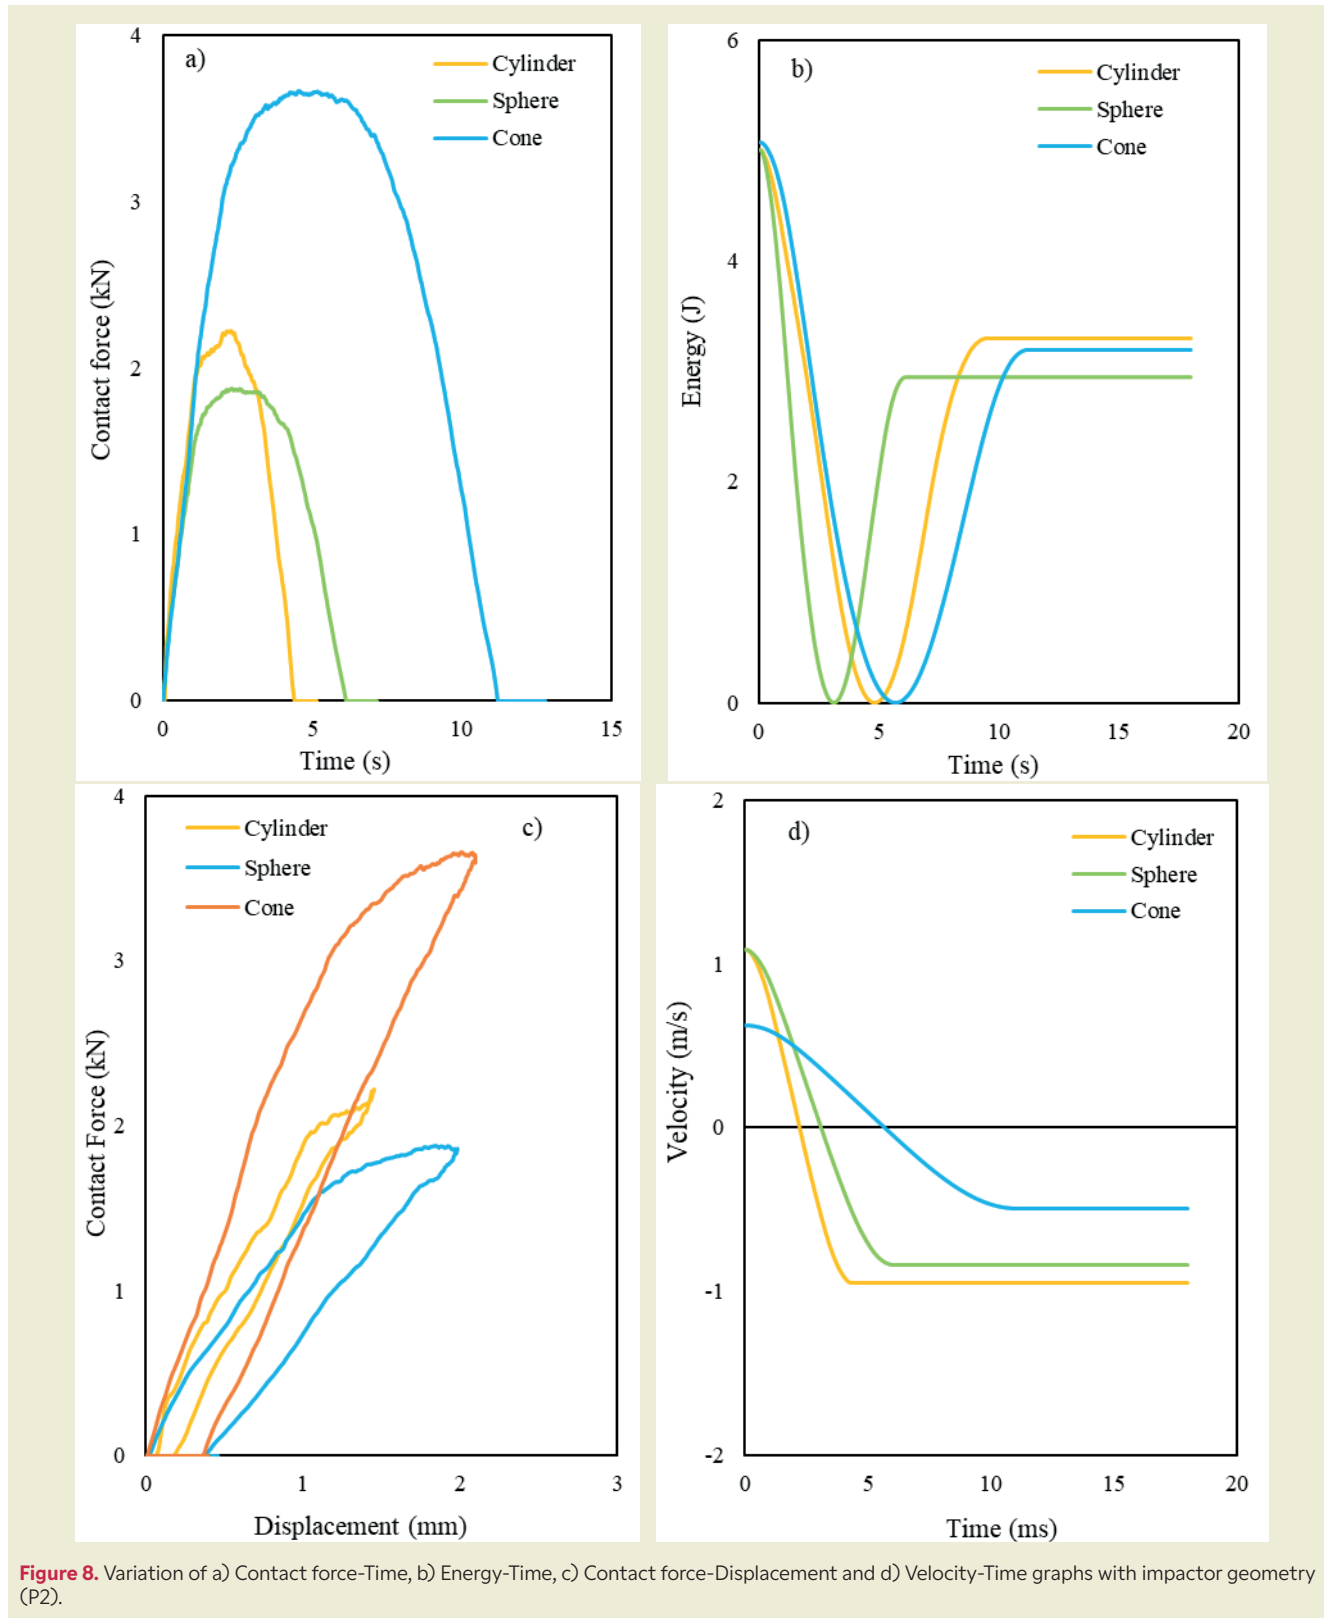 a)
Cylinder
Sphere
Cone
4
3
2
1
0
0 5 10 15
Contact force (kN)
Time (s)
b)
Cylinder
Sphere
Cone
6
4
2
0
0 5 10 15 20
Energy (J)
Time (s)
c)
Cylinder
Sphere
Cone
4
3
2
1
0
0 1 2 3
Contact Force (kN)
Displacement (mm)
d)
Cylinder
Sphere
Cone
2
1
0
-1
-2
0 5 10 15 20
Velocity (m/s)
Time (ms)
Figure 8. Variation of a) Contact force-Time, b) Energy-Time, c) Contact force-Displacement and d) Velocity-Time graphs with impactor geometry
(P2).